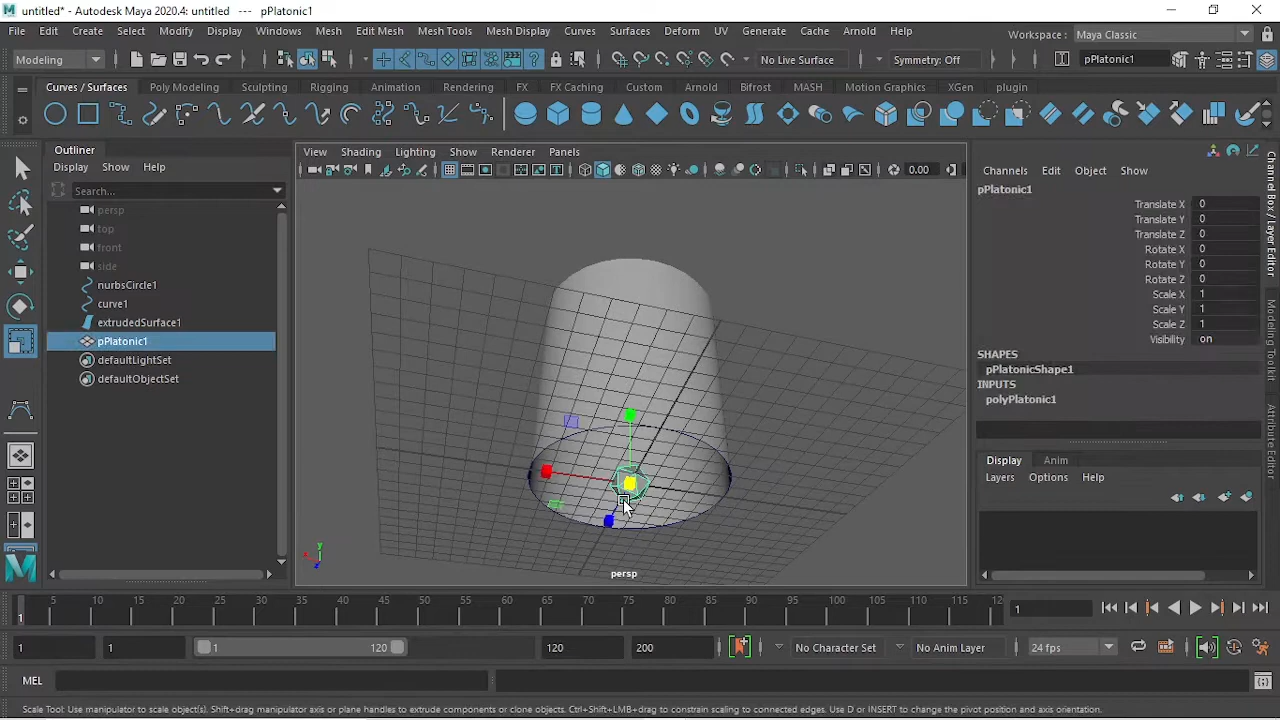 untitled* - Autodesk Maya 2020.4: untitled --- pPlatonic1
File Edit Create Select Modify Display Windows Mesh Edit Mesh Mesh Tools Mesh Display Curves Surfaces Deform UV Generate Cache Arnold Help Workspace : Maya Classic
Modeling No Live Surface Symmetry: Off pPlatonic1
Curves / Surfaces Poly Modeling Sculpting Rigging Animation Rendering FX FX Caching Custom Arnold Bifrost MASH Motion Graphics XGen plugin
Outliner
Display Show Help
Search...
persp
top
front
side
nurbsCircle1
curve1
extrudedSurface1
pPlatonic1
defaultLightSet
defaultObjectSet
View Shading Lighting Show Renderer Panels
0.00
persp
y
x
z
Channels Edit Object Show
pPlatonic1
Translate X 0
Translate Y 0
Translate Z 0
Rotate X 0
Rotate Y 0
Rotate Z 0
Scale X 1
Scale Y 1
Scale Z 1
Visibility on
SHAPES
pPlatonicShape1
INPUTS
polyPlatonic1
Display Anim
Layers Options Help
Channel Box / Layer Editor
Modeling Toolkit
Attribute Editor
5 10 15 20 25 30 35 40 45 50 55 60 65 70 75 80 85 90 95 100 105 110 115 12
1 1
1 1 1 120 120 200 No Character Set No Anim Layer 24 fps
MEL
Scale Tool: Use manipulator to scale object(s). Shift+drag manipulator axis or plane handles to extrude components or clone objects. Ctrl+Shift+LMB+drag to constrain scaling to connected edges. Use D or INSERT to change the pivot position and axis orientation.